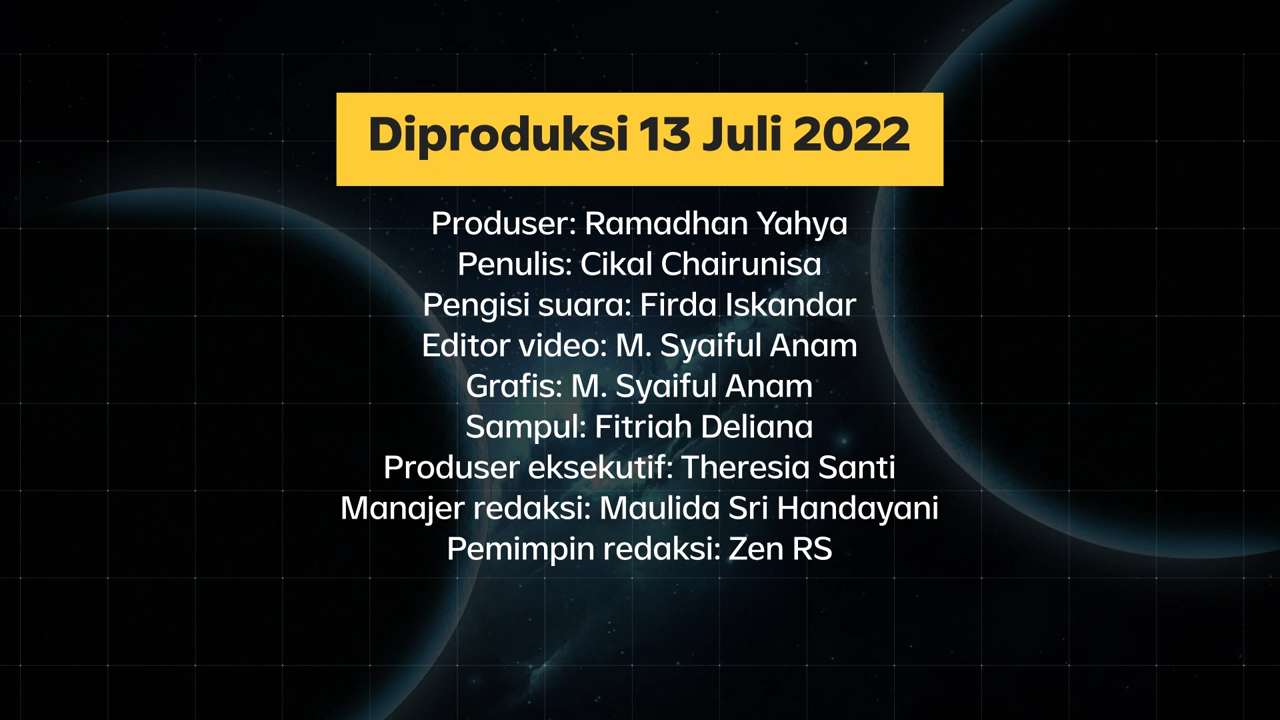 Diproduksi 13 Juli 2022
Produser: Ramadhan Yahya
Penulis: Cikal Chairunisa
Pengisi suara: Firda Iskandar
Editor video: M. Syaiful Anam
Grafis: M. Syaiful Anam
Sampul: Fitriah Deliana
Produser eksekutif: Theresia Santi
Manajer redaksi: Maulida Sri Handayani
Pemimpin redaksi: Zen RS